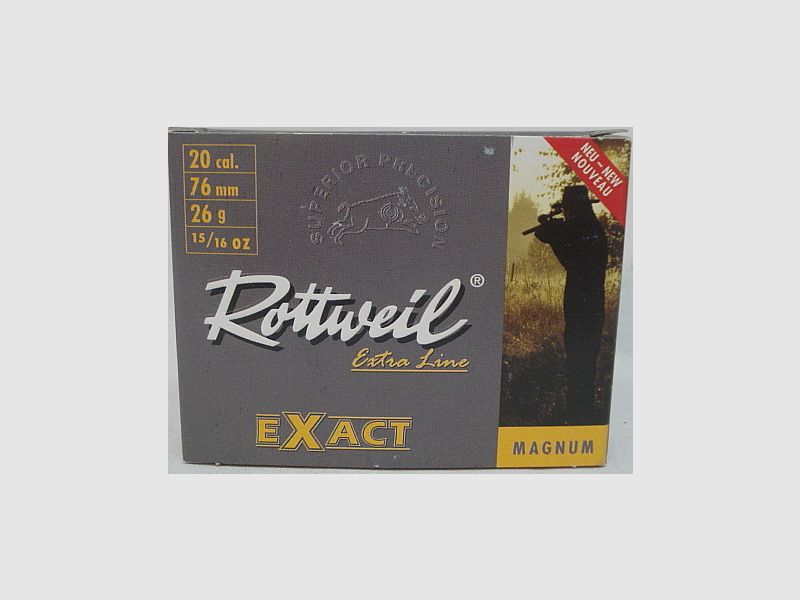 20 cal.
76 mm
26 g
15/16 OZ
SUPERIOR PRECISION
NEU – NEW
NOUVEAU
Rottweil®
Extra Line
EXACT
MAGNUM